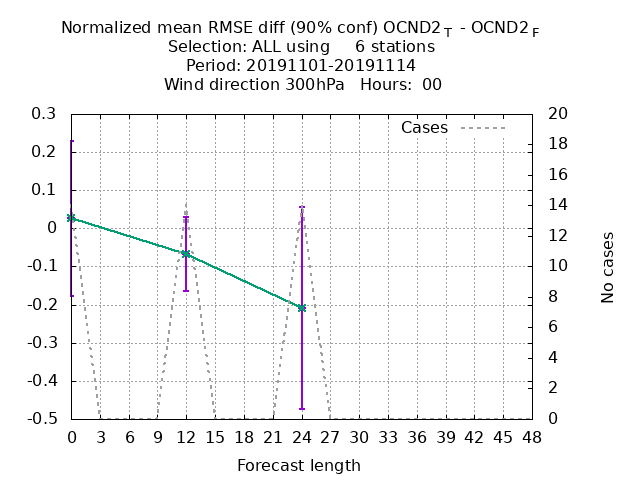 Normalized mean RMSE diff (90% conf) OCND2 T - OCND2 F
Selection: ALL using     6 stations
Period: 20191101-20191114
Wind direction 300hPa   Hours:  00
Cases
0.3
0.2
0.1
0
-0.1
-0.2
-0.3
-0.4
-0.5
20
18
16
14
12
10
8
6
4
2
0
No cases
0 3 6 9 12 15 18 21 24 27 30 33 36 39 42 45 48
Forecast length